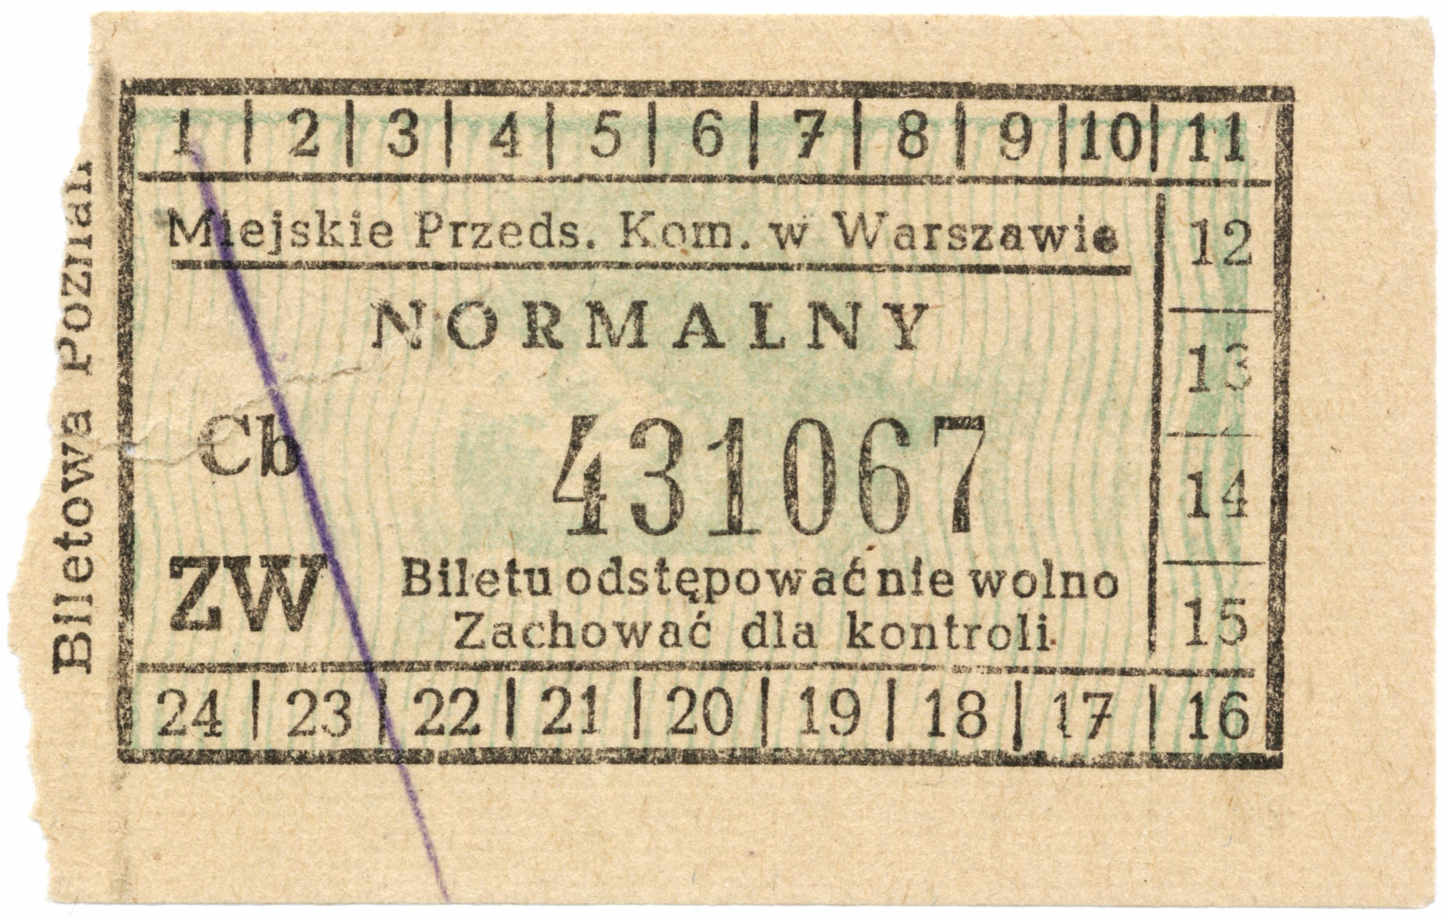 1 2 3 4 5 6 7 8 9 10 11
Miejskie Przeds. Kom. w Warszawie
12
NORMALNY
13
Cb 431067
14
ZW Biletu odstępować nie wolno
Zachować dla kontroli
15
24 23 22 21 20 19 18 17 16
Biletowa Poznań